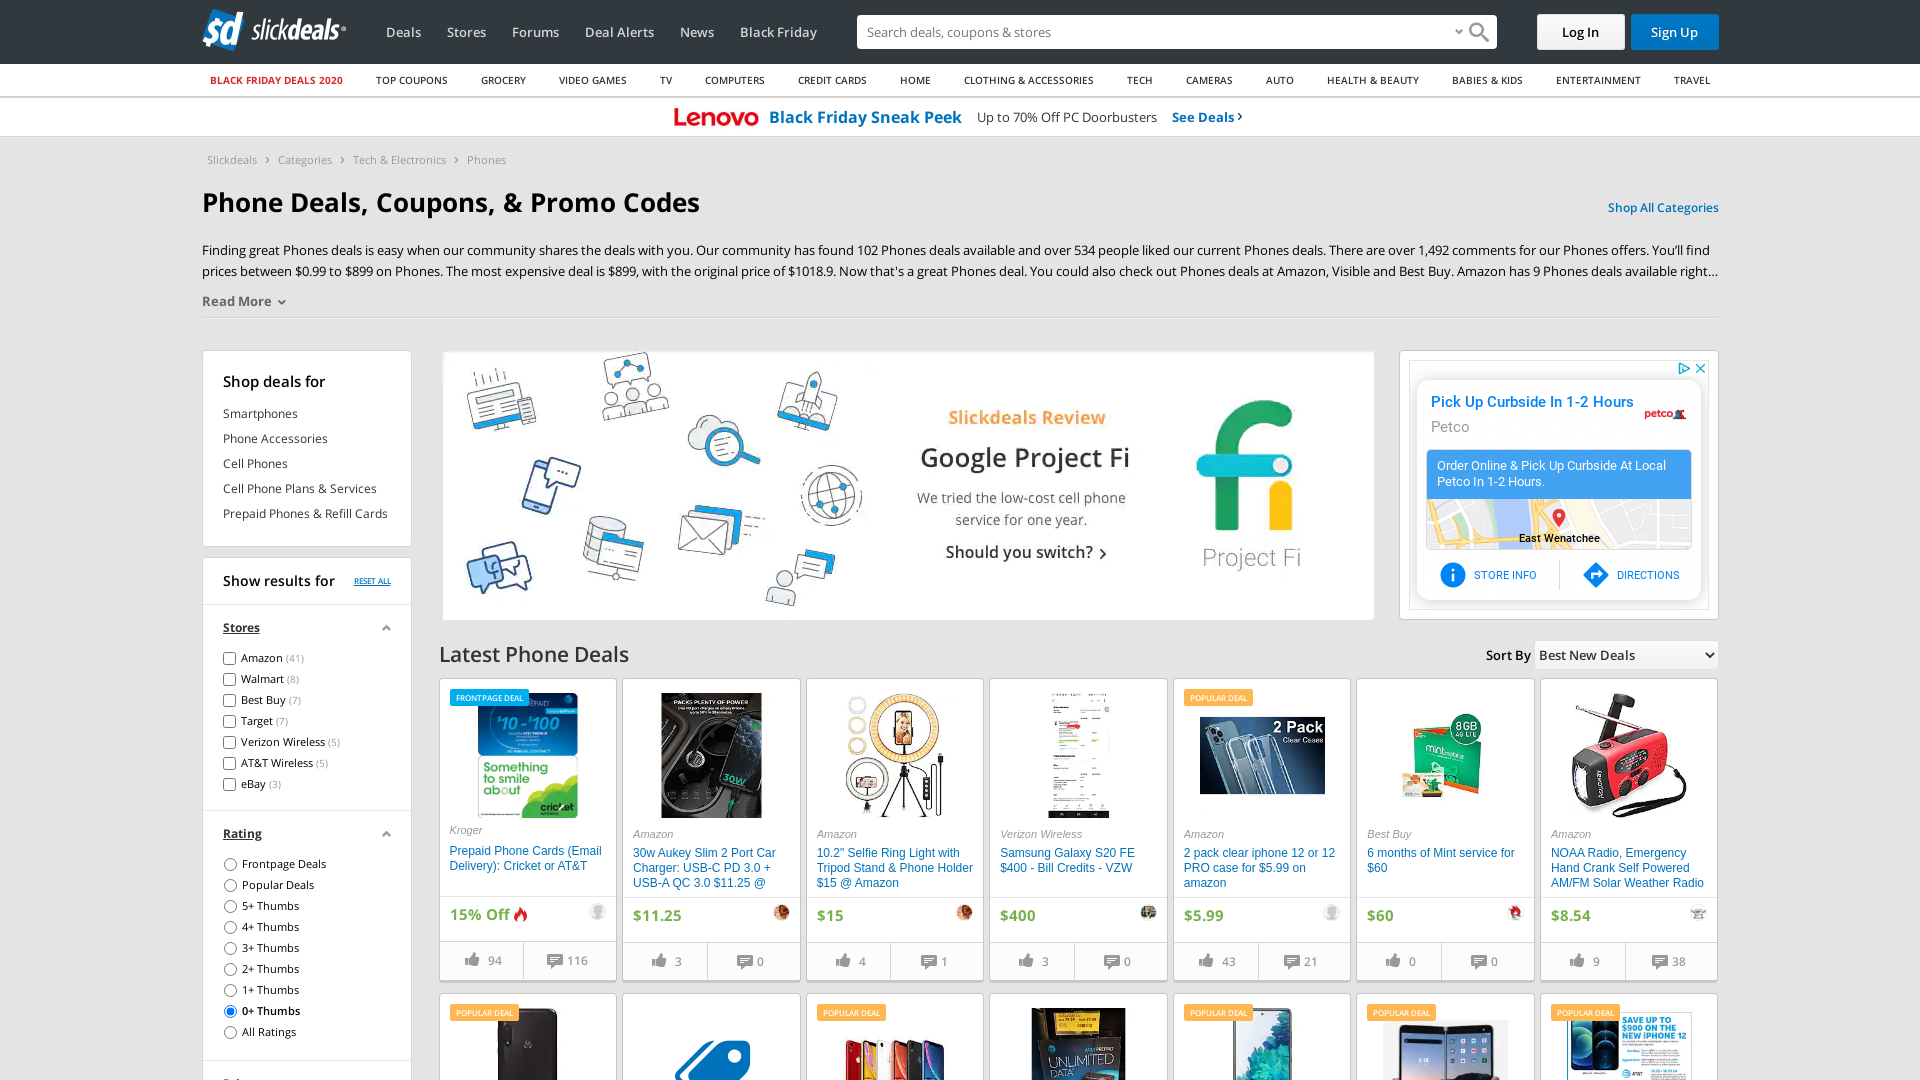 slickdeals
Deals
Stores
Forums
Deal Alerts
News
Black Friday
Search deals, coupons & stores
Log In
Sign Up
BLACK FRIDAY DEALS 2020
TOP COUPONS
GROCERY
VIDEO GAMES
TV
COMPUTERS
CREDIT CARDS
HOME
CLOTHING & ACCESSORIES
TECH
CAMERAS
AUTO
HEALTH & BEAUTY
BABIES & KIDS
ENTERTAINMENT
TRAVEL
Lenovo Black Friday Sneak Peek Up to 70% Off PC Doorbusters See Deals
Slickdeals > Categories > Tech & Electronics > Phones
Phone Deals, Coupons, & Promo Codes
Shop All Categories
Finding great Phones deals is easy when our community shares the deals with you. Our community has found 102 Phones deals available and over 534 people liked our current Phones deals. There are over 1,492 comments for our Phones offers. You’ll find
prices between $0.99 to $899 on Phones. The most expensive deal is $899, with the original price of $1018.9. Now that's a great Phones deal. You could also check out Phones deals at Amazon, Visible and Best Buy. Amazon has 9 Phones deals available right...
Read More
Shop deals for
Smartphones
Phone Accessories
Cell Phones
Cell Phone Plans & Services
Prepaid Phones & Refill Cards
Show results for
RESET ALL
Stores
Amazon (41)
Walmart (8)
Best Buy (7)
Target (7)
Verizon Wireless (5)
AT&T Wireless (5)
eBay (3)
Rating
Frontpage Deals
Popular Deals
5+ Thumbs
4+ Thumbs
3+ Thumbs
2+ Thumbs
1+ Thumbs
0+ Thumbs
All Ratings
Slickdeals Review
Google Project Fi
We tried the low-cost cell phone
service for one year.
Should you switch?
Project Fi
Pick Up Curbside In 1-2 Hours
Petco
petco
Order Online & Pick Up Curbside At Local
Petco In 1-2 Hours.
East Wenatchee
STORE INFO
DIRECTIONS
Latest Phone Deals
Sort By
Best New Deals
FRONTPAGE DEAL
$10 - $100
Something
to smile
about
cricket
Kroger
Prepaid Phone Cards (Email
Delivery): Cricket or AT&T
15% Off
94
116
PACKS PLENTY OF POWER
30W
Amazon
30w Aukey Slim 2 Port Car
Charger: USB-C PD 3.0 +
USB-A QC 3.0 $11.25 @
$11.25
3
0
Amazon
10.2" Selfie Ring Light with
Tripod Stand & Phone Holder
$15 @ Amazon
$15
4
1
Verizon Wireless
Samsung Galaxy S20 FE
$400 - Bill Credits - VZW
$400
3
0
POPULAR DEAL
2 Pack
Clear Cases
Amazon
2 pack clear iphone 12 or 12
PRO case for $5.99 on
amazon
$5.99
43
21
8GB
4G LTE
mint
Best Buy
6 months of Mint service for
$60
$60
0
0
Amazon
NOAA Radio, Emergency
Hand Crank Self Powered
AM/FM Solar Weather Radio
$8.54
9
38
POPULAR DEAL
POPULAR DEAL
UNLIMITED
DATA
POPULAR DEAL
POPULAR DEAL
POPULAR DEAL
SAVE UP TO
$900 ON THE
NEW IPHONE 12
AT&T